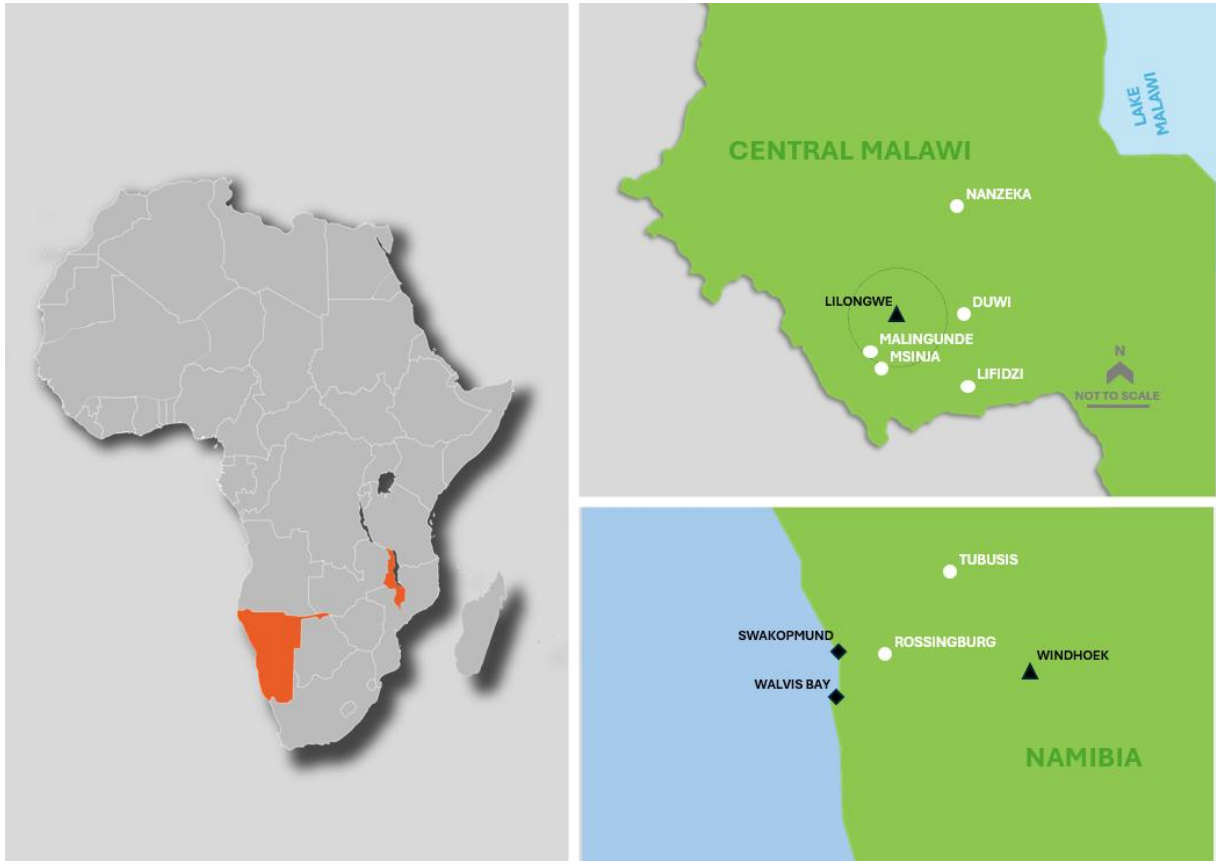 LAKE
MALAWI
CENTRAL MALAWI
NANZEKA
LILONGWE
DUWI
MALINGUNDE
MSINJA
LIFIDZI
N
NOT TO SCALE
TUBUSIS
SWAKOPMUND
ROSSINGBURG
WINDHOEK
WALVIS BAY
NAMIBIA